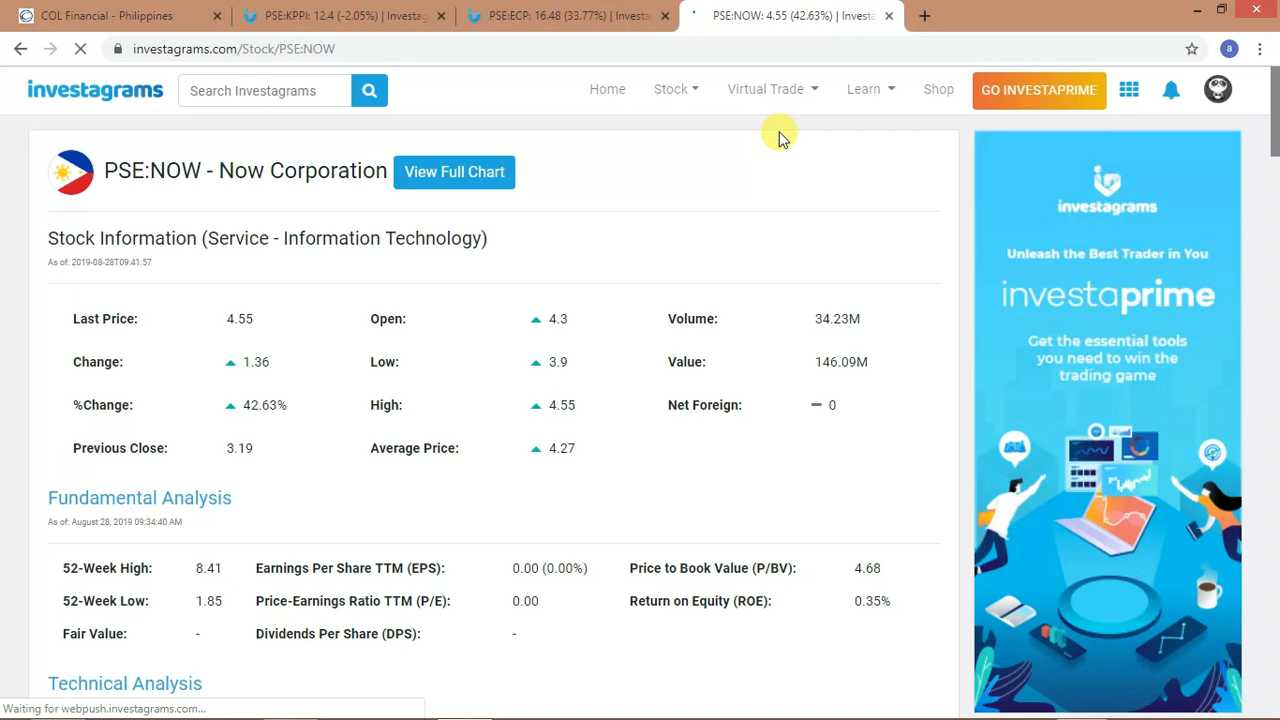 COL Financial - Philippines
PSE:KPPI: 12.4 (-2.05%) | Investag
PSE:ECP: 16.48 (33.77%) | Investa
PSE:NOW: 4.55 (42.63%) | Investa
investagrams.com/Stock/PSE:NOW
a
investagrams
Search Investagrams
Home
Stock
Virtual Trade
Learn
Shop
GO INVESTAPRIME
PSE:NOW - Now Corporation
View Full Chart
Stock Information (Service - Information Technology)
As of: 2019-08-28T09:41:57
Last Price: 4.55 Open: 4.3 Volume: 34.23M
Change: 1.36 Low: 3.9 Value: 146.09M
%Change: 42.63% High: 4.55 Net Foreign: 0
Previous Close: 3.19 Average Price: 4.27
Fundamental Analysis
As of: August 28, 2019 09:34:40 AM
52-Week High: 8.41 Earnings Per Share TTM (EPS): 0.00 (0.00%) Price to Book Value (P/BV): 4.68
52-Week Low: 1.85 Price-Earnings Ratio TTM (P/E): 0.00 Return on Equity (ROE): 0.35%
Fair Value: - Dividends Per Share (DPS): -
Technical Analysis
Waiting for webpush.investagrams.com...
investagrams
Unleash the Best Trader in You
investaprime
Get the essential tools
you need to win the
trading game